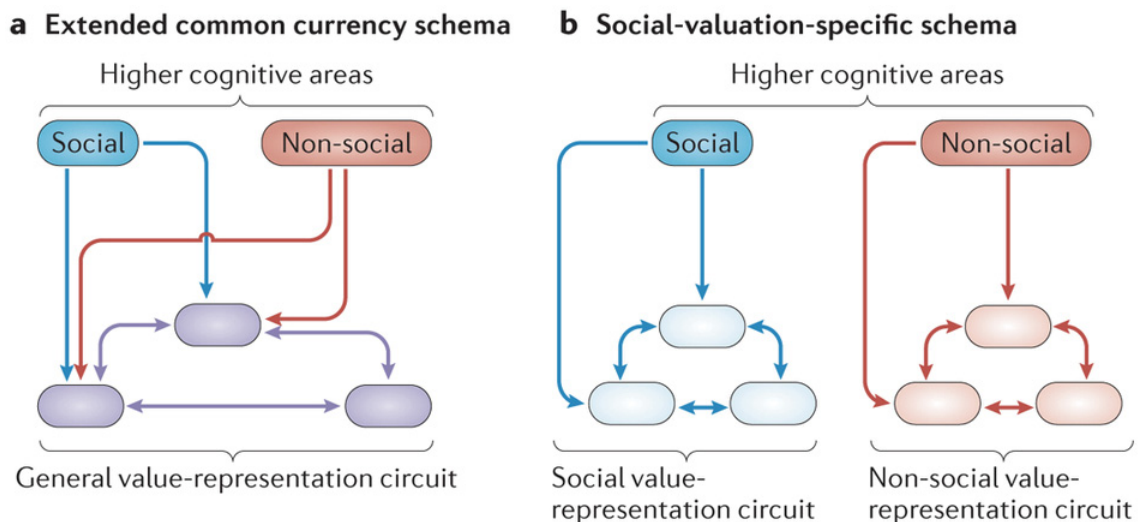 a Extended common currency schema
Higher cognitive areas
Social
Non-social
General value-representation circuit
b Social-valuation-specific schema
Higher cognitive areas
Social
Non-social
Social value-
representation circuit
Non-social value-
representation circuit